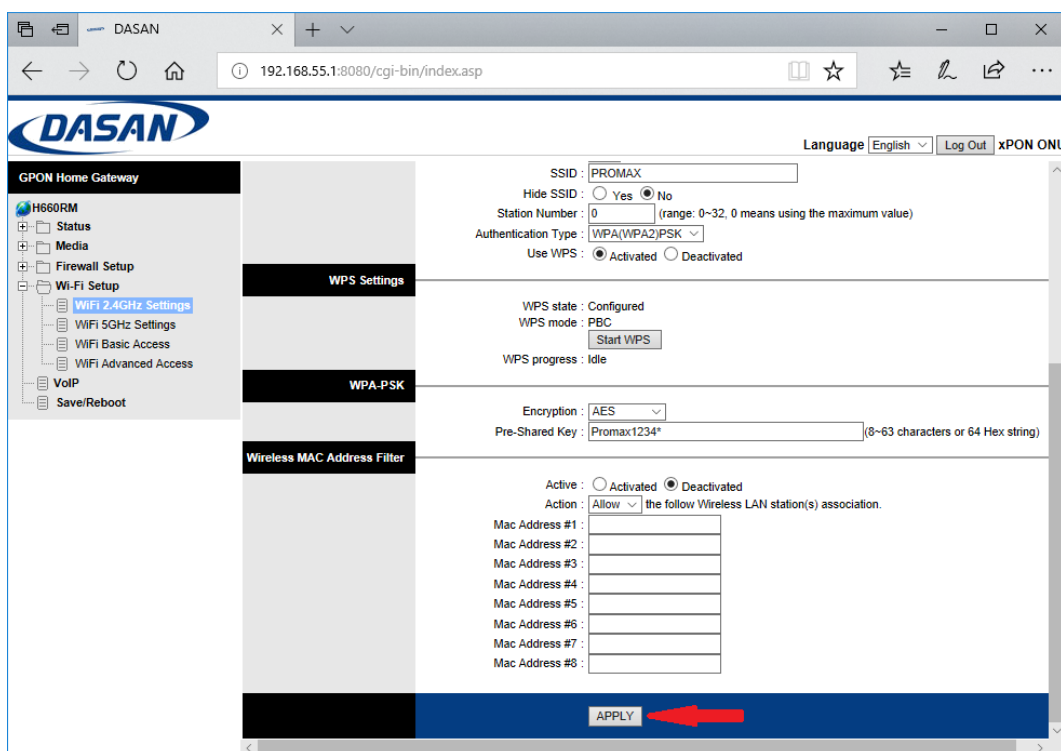 DASAN
192.168.55.1:8080/cgi-bin/index.asp
DASAN
Language English Log Out xPON ONU
GPON Home Gateway
H660RM
Status
Media
Firewall Setup
Wi-Fi Setup
WiFi 2.4GHz Settings
WiFi 5GHz Settings
WiFi Basic Access
WiFi Advanced Access
VoIP
Save/Reboot
SSID : PROMAX
Hide SSID : Yes No
Station Number : 0 (range: 0~32, 0 means using the maximum value)
Authentication Type : WPA(WPA2)PSK
Use WPS : Activated Deactivated
WPS Settings
WPS state : Configured
WPS mode : PBC
Start WPS
WPS progress : Idle
WPA-PSK
Encryption : AES
Pre-Shared Key : Promax1234* (8~63 characters or 64 Hex string)
Wireless MAC Address Filter
Active : Activated Deactivated
Action : Allow the follow Wireless LAN station(s) association.
Mac Address #1 :
Mac Address #2 :
Mac Address #3 :
Mac Address #4 :
Mac Address #5 :
Mac Address #6 :
Mac Address #7 :
Mac Address #8 :
APPLY